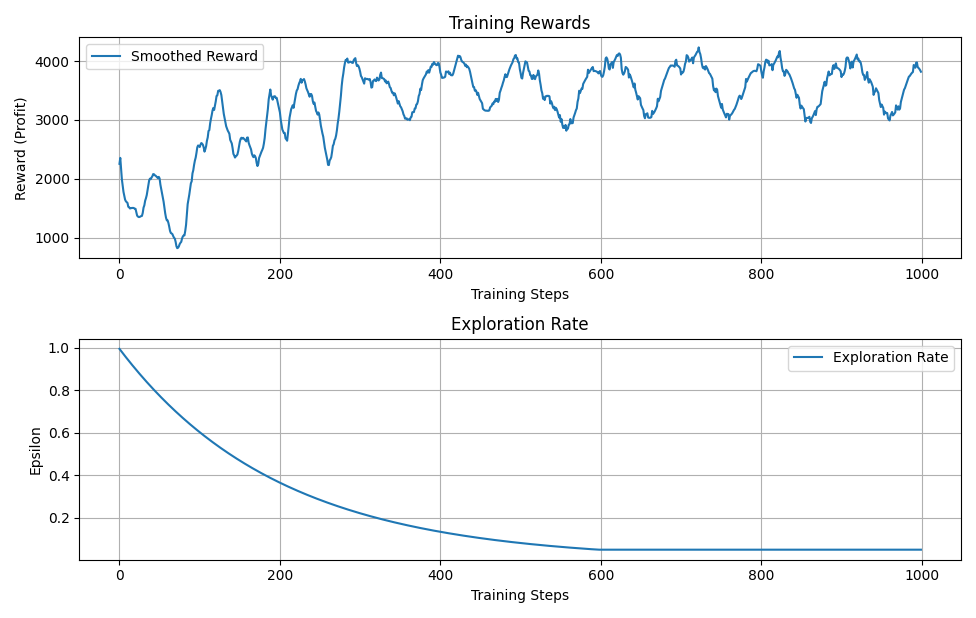 Training Rewards
Smoothed Reward
4000
3000
2000
1000
Reward (Profit)
0 200 400 600 800 1000
Training Steps
Exploration Rate
Exploration Rate
1.0
0.8
0.6
0.4
0.2
Epsilon
0 200 400 600 800 1000
Training Steps